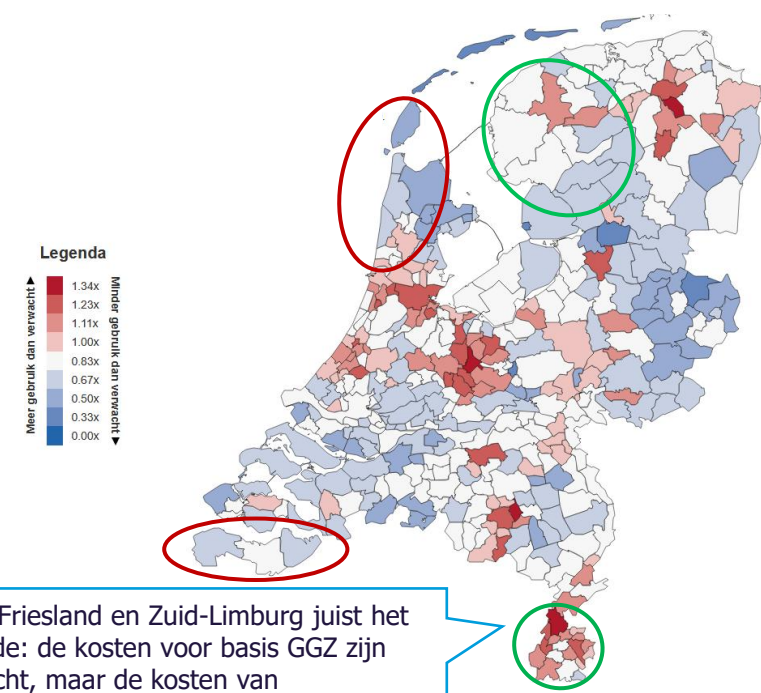 Legenda
Meer gebruik dan verwacht ▶
1.34x
1.23x
1.11x
1.00x
0.83x
0.67x
0.50x
0.33x
0.00x
Minder gebruik dan verwacht ▶
Friesland en Zuid-Limburg juist het
de: de kosten voor basis GGZ zijn
cht, maar de kosten van